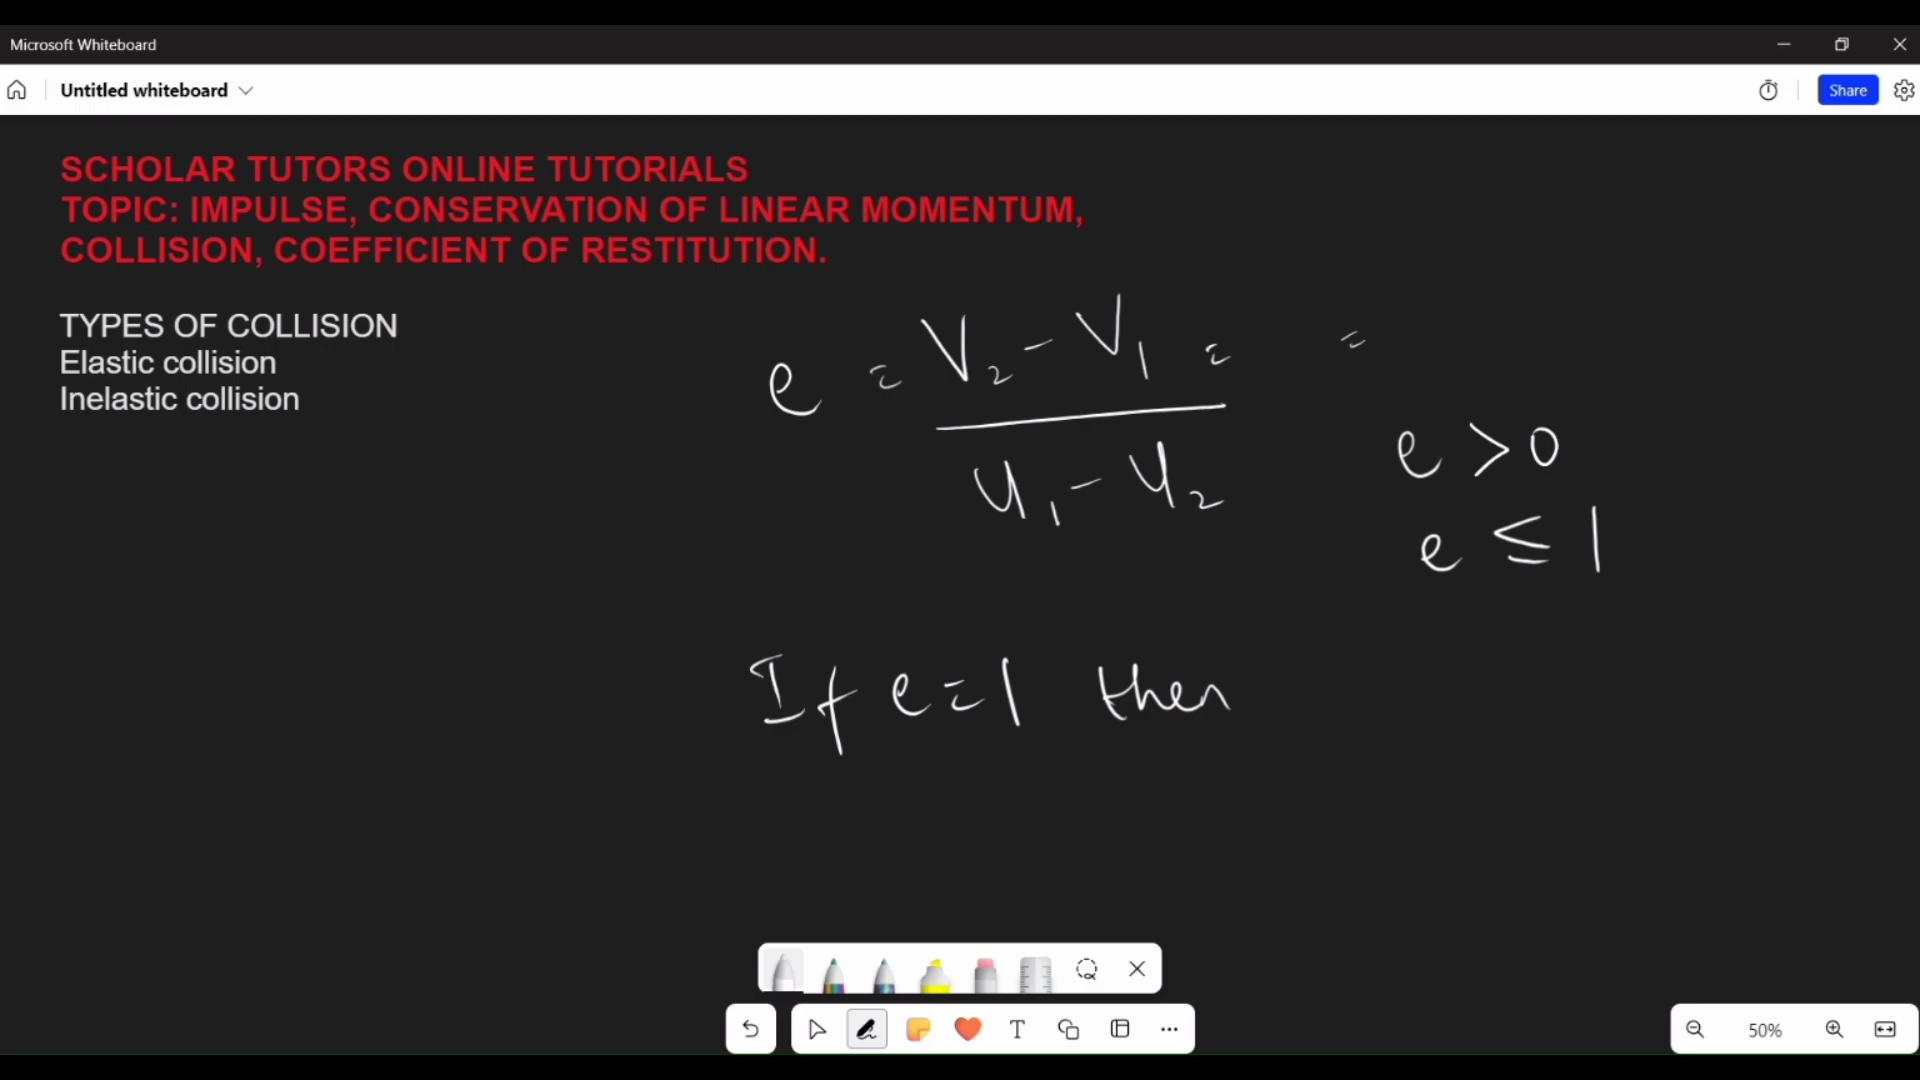 Microsoft Whiteboard
Untitled whiteboard
Share
SCHOLAR TUTORS ONLINE TUTORIALS
TOPIC: IMPULSE, CONSERVATION OF LINEAR MOMENTUM,
COLLISION, COEFFICIENT OF RESTITUTION.
TYPES OF COLLISION
Elastic collision
Inelastic collision
e = V₂ - V₁ = =
u₁ - u₂
e > 0
e ≤ 1
If e = 1 then
50%